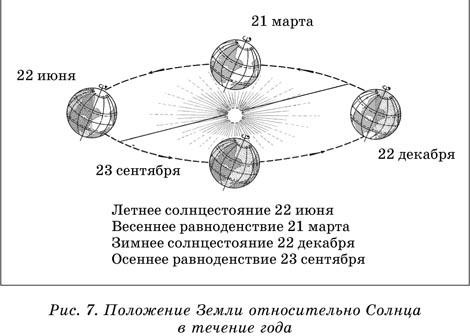 21 марта
22 июня
22 декабря
23 сентября
Летнее солнцестояние 22 июня
Весеннее равноденствие 21 марта
Зимнее солнцестояние 22 декабря
Осеннее равноденствие 23 сентября
Рис. 7. Положение Земли относительно Солнца
в течение года